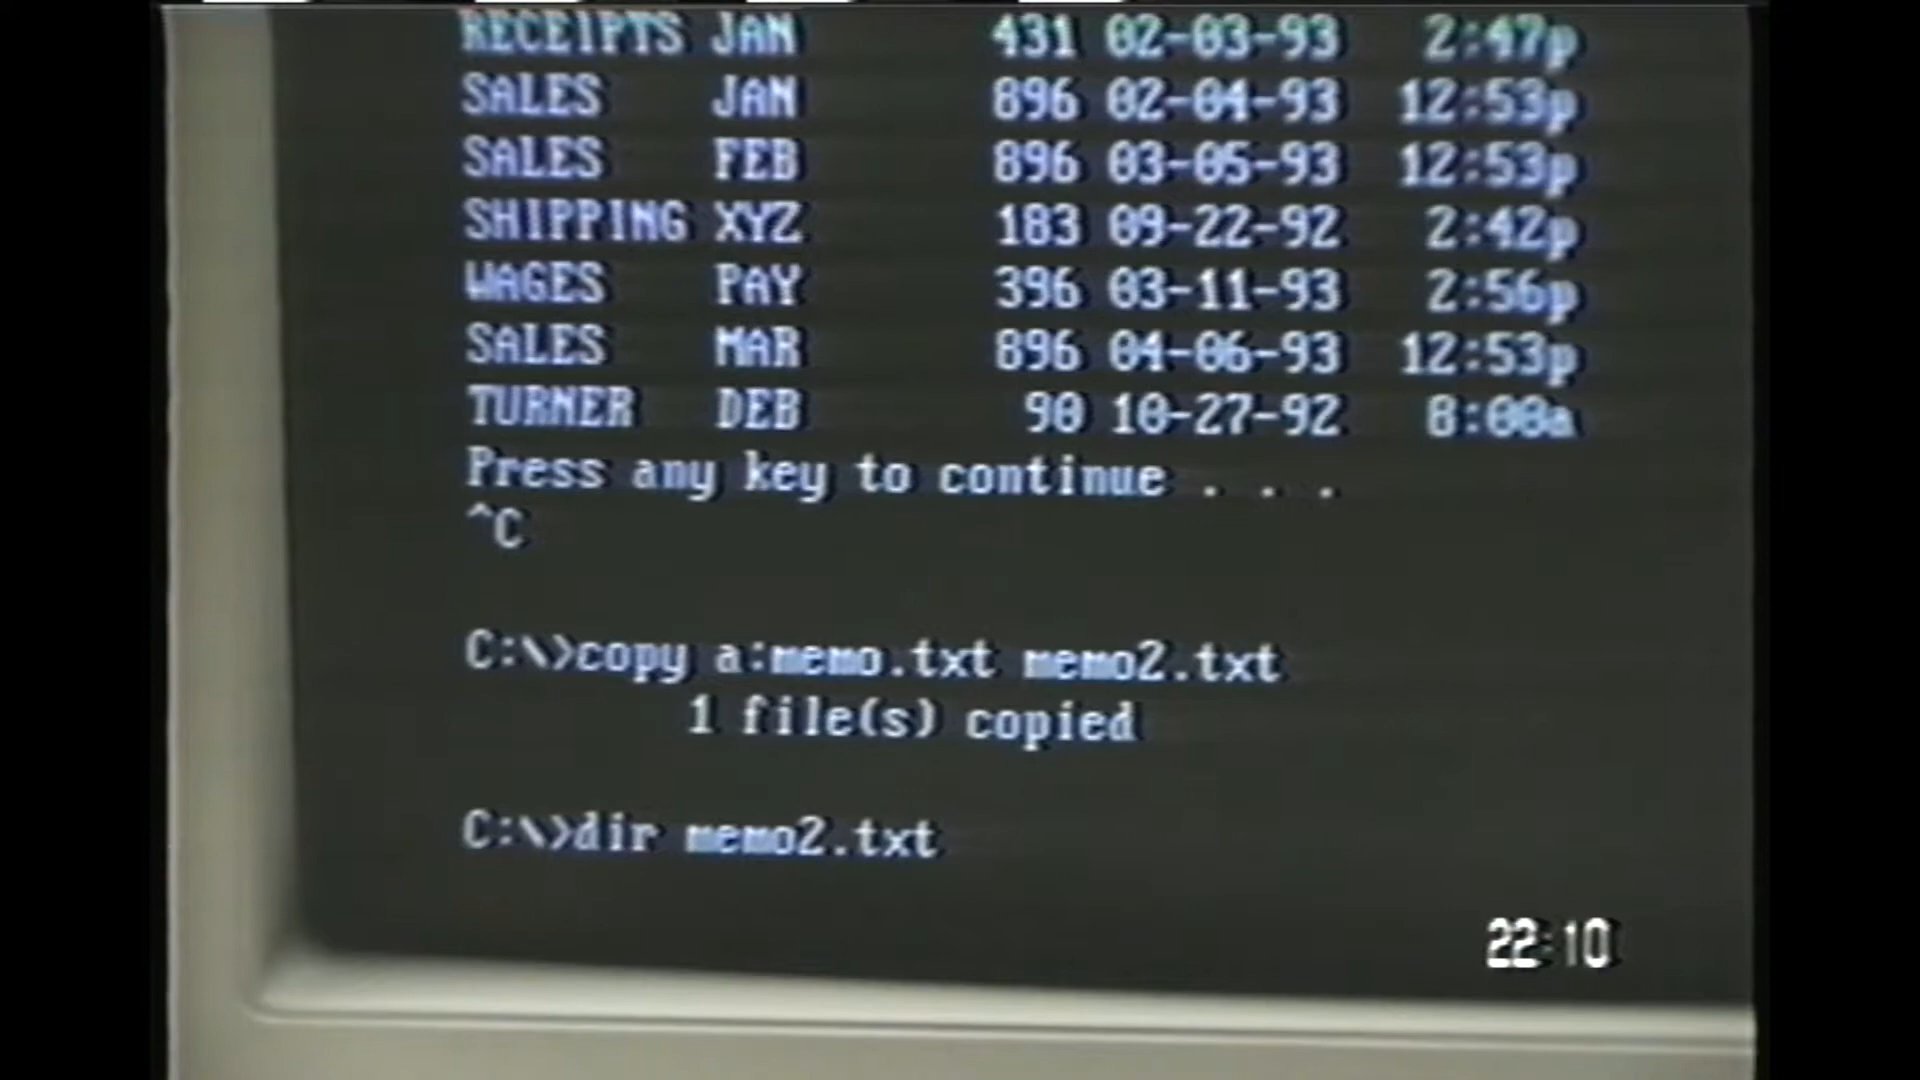 RECEIPTS JAN 431 02-03-93 2:47p
SALES JAN 896 02-04-93 12:53p
SALES FEB 896 03-05-93 12:53p
SHIPPING XYZ 183 09-22-92 2:42p
WAGES PAY 396 03-11-93 2:56p
SALES MAR 896 04-06-93 12:53p
TURNER DEB 90 10-27-92 8:00a
Press any key to continue . . .
^C
C:\>copy a:memo.txt memo2.txt
1 file(s) copied
C:\>dir memo2.txt
22:10